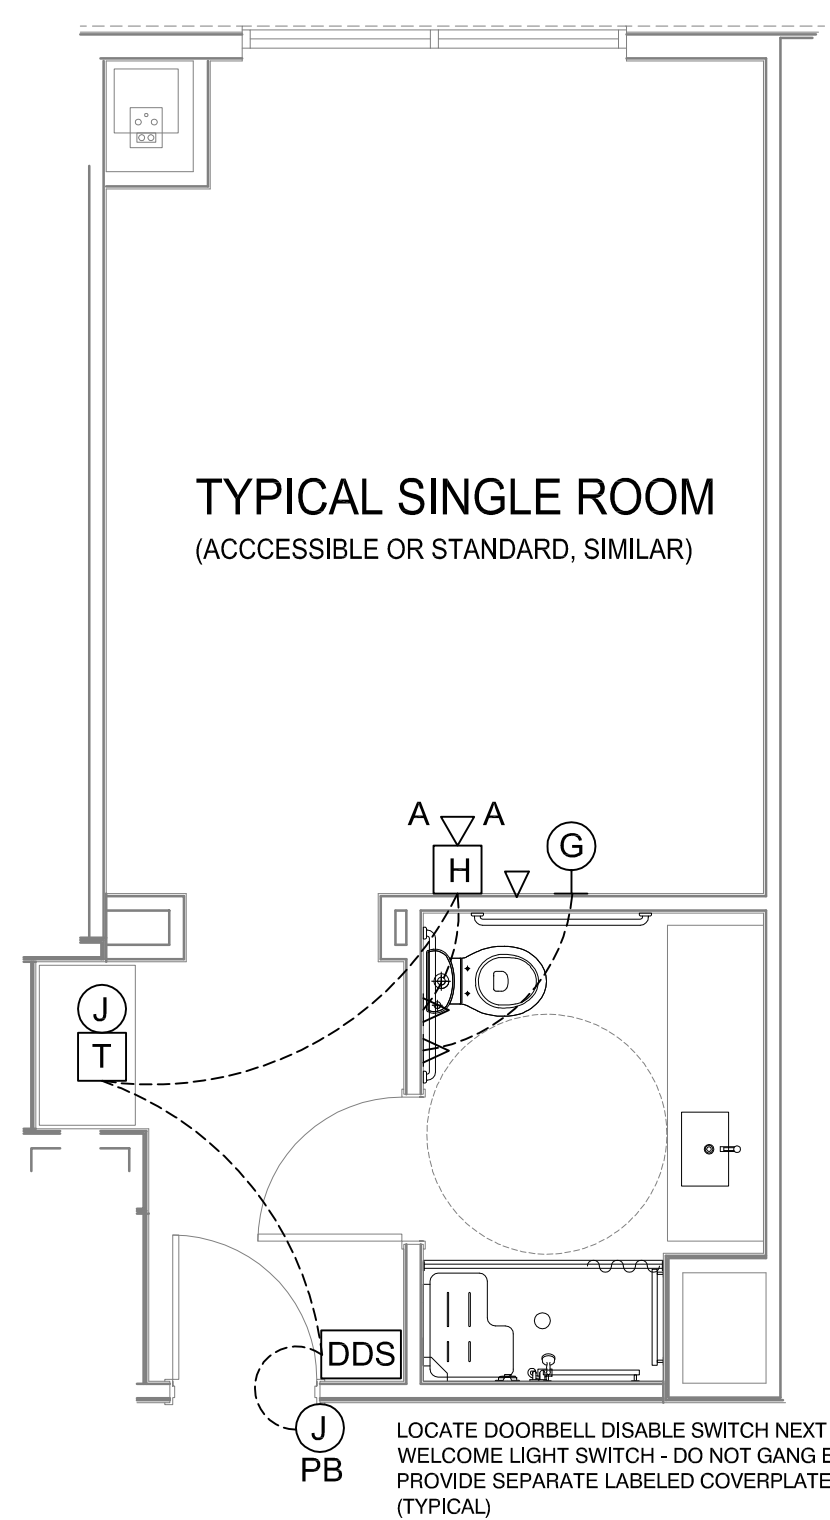 TYPICAL SINGLE ROOM
(ACCCESSIBLE OR STANDARD, SIMILAR)
A A
H
G
J
T
DDS
J
PB
LOCATE DOORBELL DISABLE SWITCH NEXT
WELCOME LIGHT SWITCH - DO NOT GANG
PROVIDE SEPARATE LABELED COVERPLATE
(TYPICAL)